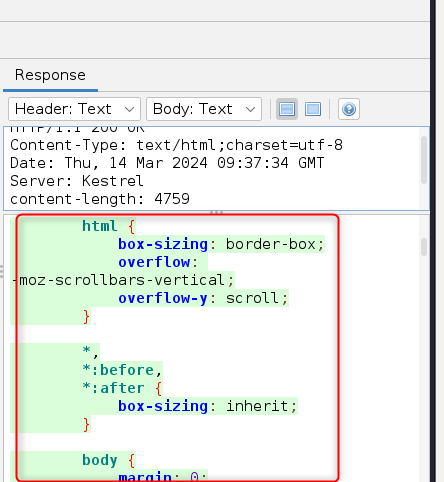 Response
Header: Text Body: Text
HTTP/1.1 200 OK
Content-Type: text/html;charset=utf-8
Date: Thu, 14 Mar 2024 09:37:34 GMT
Server: Kestrel
content-length: 4759
html {
box-sizing: border-box;
overflow:
-moz-scrollbars-vertical;
overflow-y: scroll;
}
*,
*:before,
*:after {
box-sizing: inherit;
}
body {
margin: 0;